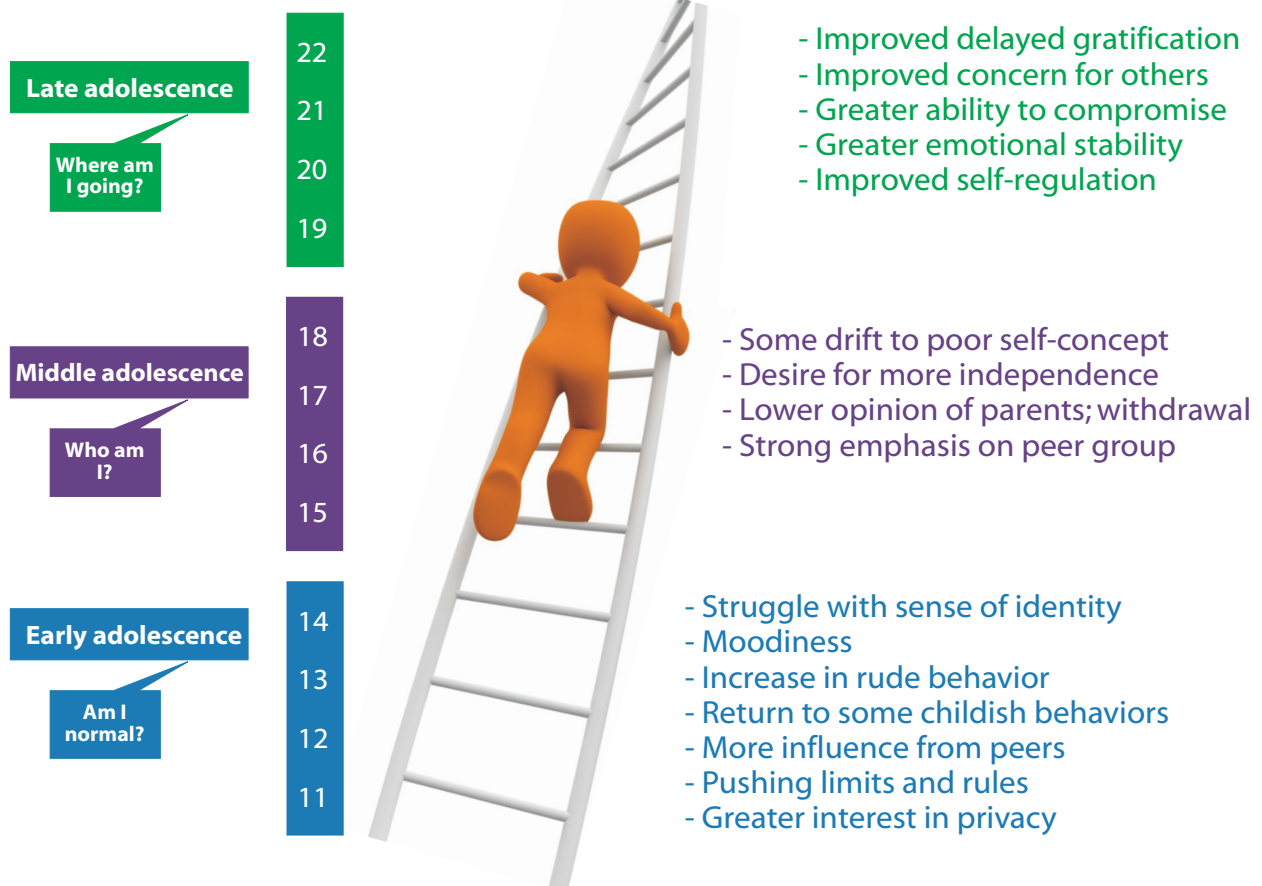 Late adolescence
Where am
I going?
22
21
20
19
- Improved delayed gratification
- Improved concern for others
- Greater ability to compromise
- Greater emotional stability
- Improved self-regulation
Middle adolescence
Who am
I?
18
17
16
15
- Some drift to poor self-concept
- Desire for more independence
- Lower opinion of parents; withdrawal
- Strong emphasis on peer group
Early adolescence
Am I
normal?
14
13
12
11
- Struggle with sense of identity
- Moodiness
- Increase in rude behavior
- Return to some childish behaviors
- More influence from peers
- Pushing limits and rules
- Greater interest in privacy